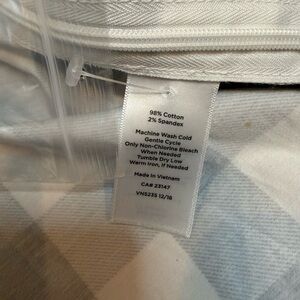 98% Cotton
2% Spandex
Machine Wash Cold
Gentle Cycle
Only Non-Chlorine Bleach
When Needed
Tumble Dry Low
Warm Iron, If Needed
Made in Vietnam
CA# 23147
VN5235 12/18